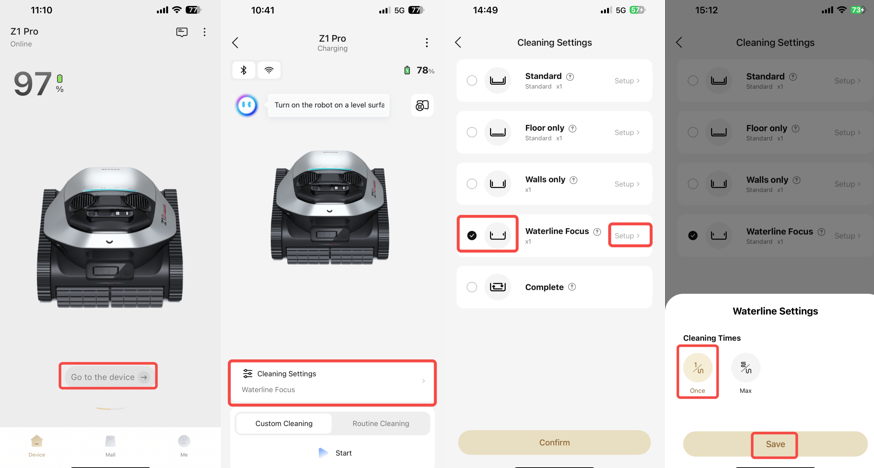 11:10
77
Z1 Pro
Online
97
%
Go to the device
Device
Mall
Me
10:41
5G
77
Z1 Pro
Charging
78%
Turn on the robot on a level surfa
Cleaning Settings
Waterline Focus
Custom Cleaning
Routine Cleaning
Start
14:49
5G
57
Cleaning Settings
Standard ?
Standard x1
Setup >
Floor only ?
Standard x1
Setup >
Walls only ?
x1
Setup >
Waterline Focus ?
x1
Setup >
Complete ?
Confirm
15:12
73
Cleaning Settings
Standard ?
Standard x1
Setup >
Floor only ?
Standard x1
Setup >
Walls only ?
Standard x1
Setup >
Waterline Focus ?
Standard x1
Setup >
Waterline Settings
Cleaning Times
Once
Max
Save